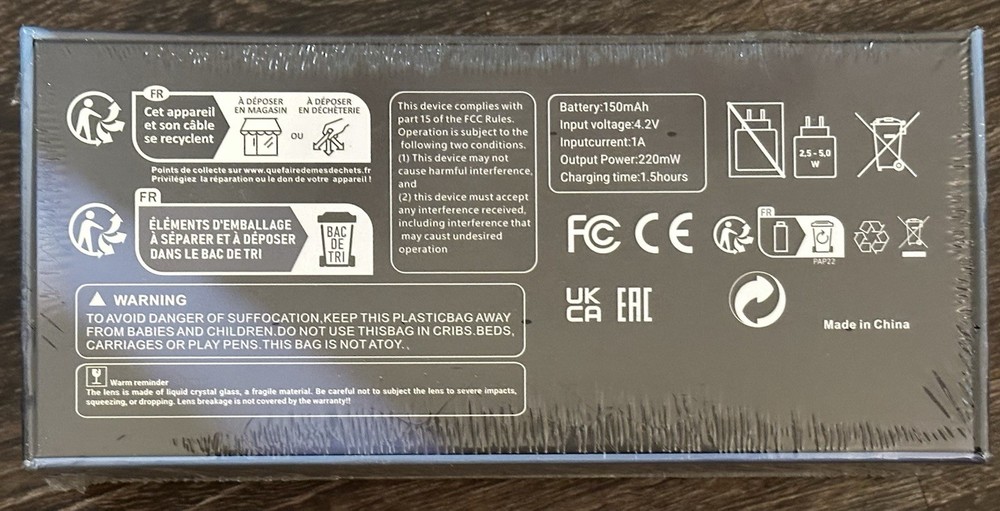 FR
Cet appareil
et son câble
se recyclent
À DÉPOSER
EN MAGASIN
OU
À DÉPOSER
EN DÉCHÈTERIE
Points de collecte sur www.quefairedemesdechets.fr
Privilégiez la réparation ou le don de votre appareil !
FR
ÉLÉMENTS D'EMBALLAGE
À SÉPARER ET À DÉPOSER
DANS LE BAC DE TRI
BAC
DE
TRI
WARNING
TO AVOID DANGER OF SUFFOCATION,KEEP THIS PLASTICBAG AWAY
FROM BABIES AND CHILDREN.DO NOT USE THISBAG IN CRIBS.BEDS,
CARRIAGES OR PLAY PENS.THIS BAG IS NOTATOY..
Warm reminder
The lens is made of liquid crystal glass, a fragile material. Be careful not to subject the lens to severe impacts,
squeezing, or dropping. Lens breakage is not covered by the warranty!!
This device complies with
part 15 of the FCC Rules.
Operation is subject to the
following two conditions.
(1) This device may not
cause harmful interference,
and
(2) this device must accept
any interference received,
including interference that
may caust undesired
operation
Battery:150mAh
Input voltage:4.2V
Inputcurrent:1A
Output Power:220mW
Charging time:1.5hours
2,5 - 5,0
W
FC CE
FR
PAP22
UK
CA
EAC
Made in China